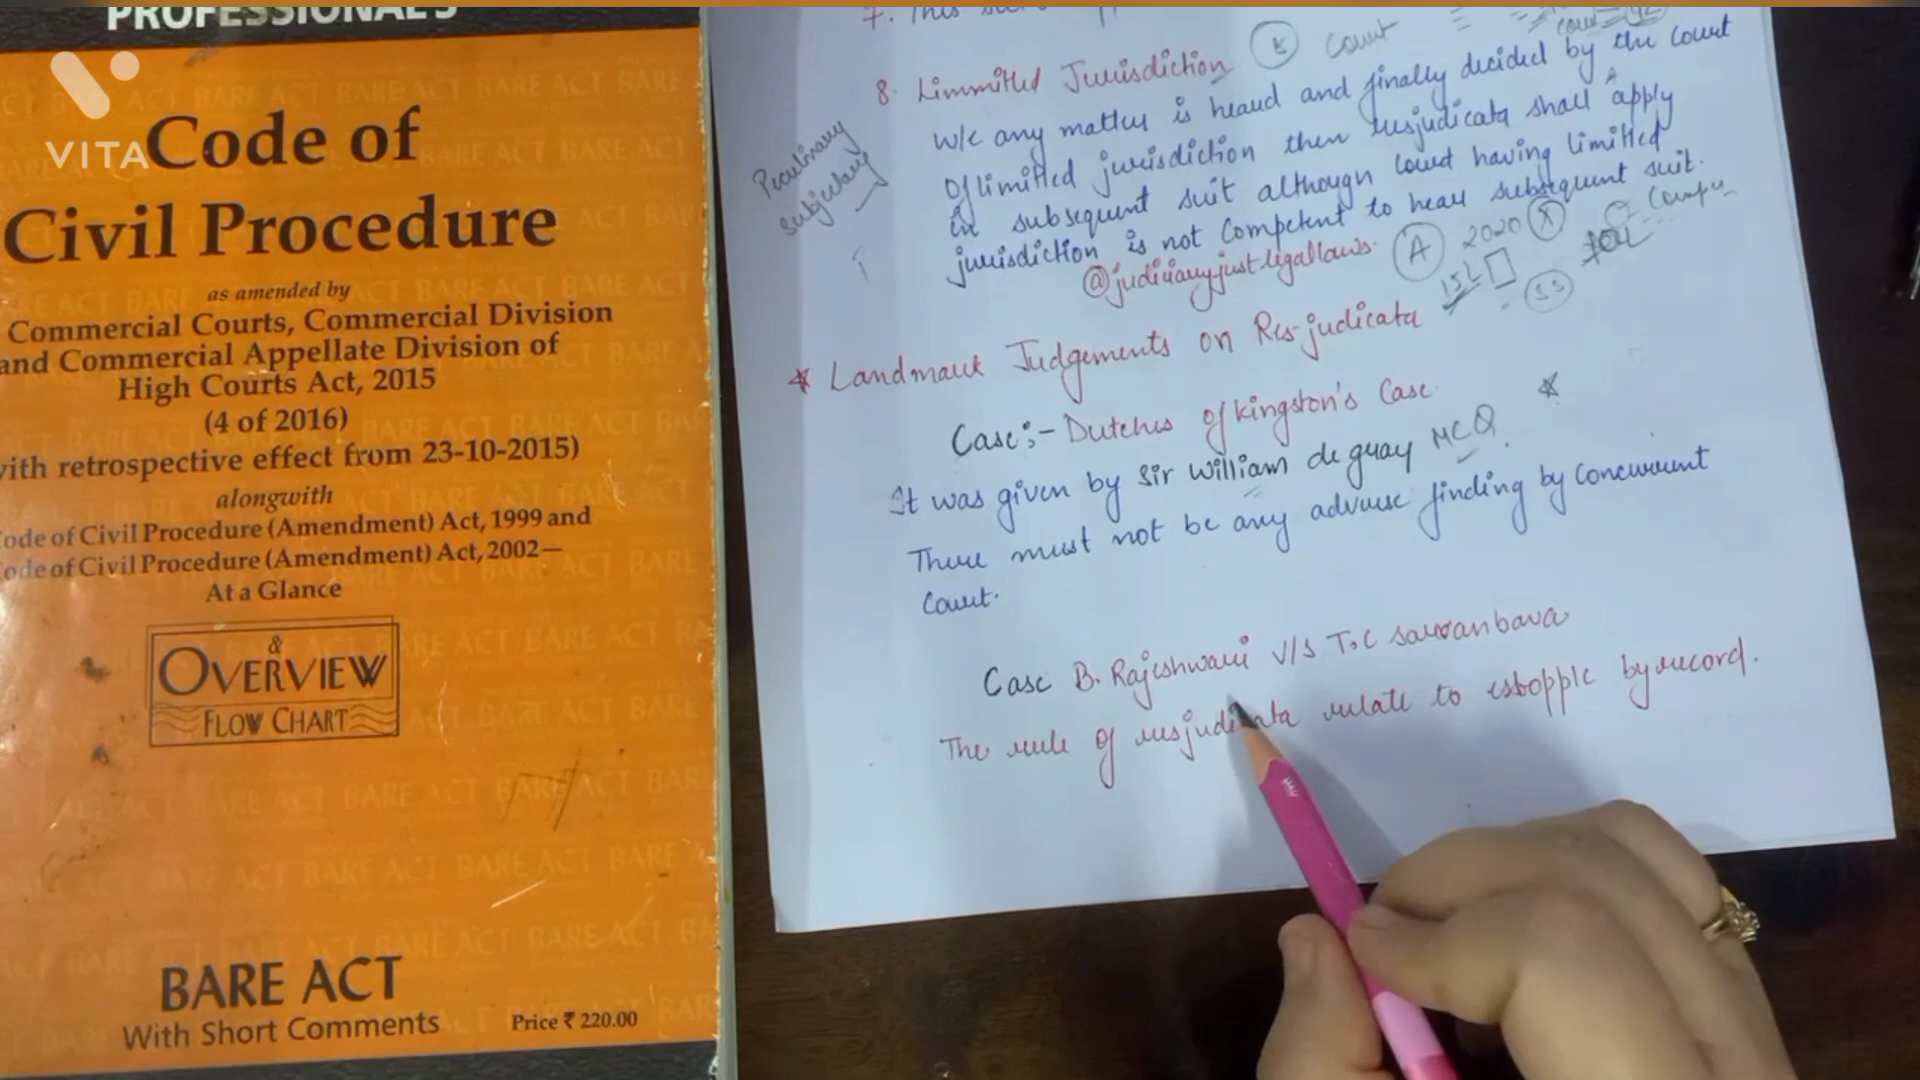 PROFESSIONAL'S
VITA
Code of
Civil Procedure
as amended by
Commercial Courts, Commercial Division
and Commercial Appellate Division of
High Courts Act, 2015
(4 of 2016)
with retrospective effect from 23-10-2015)
alongwith
Code of Civil Procedure (Amendment) Act, 1999 and
Code of Civil Procedure (Amendment) Act, 2002—
At a Glance
&
OVERVIEW
FLOW CHART
BARE ACT
With Short Comments
Price ₹ 220.00
7. This
8. Limmitted Jurisdiction
B Court
W/c any matter is heard and finally decided by the court
Of limitted jurisdiction then resjudicata shall apply
in subsequent suit although court having limitted
jurisdiction is not competent to hear subsequent suit.
Pecuniary
@judiciaryjustlegallaws.
A 2020 X
* Landmark Judgements on Res-judicata
Case:- Dutches of kingston's Case
It was given by Sir William de guay MCQ
There must not be any adverse finding by concurrent
Court.
Case B. Rajeshwari V/S T.C sarvanbava
The rule of resjudicata relate to estopple by record.